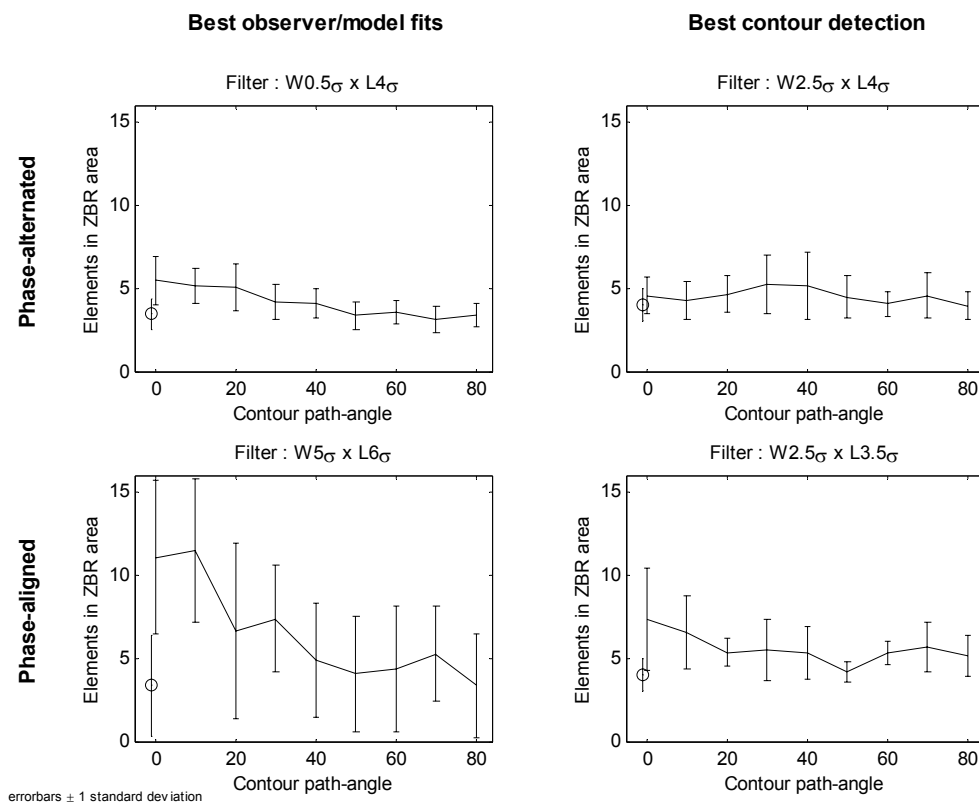 Best observer/model fits
Best contour detection
Phase-alternated
Filter : W0.5σ x L4σ
Elements in ZBR area
15
10
5
0
0 20 40 60 80
Contour path-angle
Filter : W2.5σ x L4σ
Elements in ZBR area
15
10
5
0
0 20 40 60 80
Contour path-angle
Phase-aligned
Filter : W5σ x L6σ
Elements in ZBR area
15
10
5
0
0 20 40 60 80
Contour path-angle
Filter : W2.5σ x L3.5σ
Elements in ZBR area
15
10
5
0
0 20 40 60 80
Contour path-angle
errorbars ± 1 standard deviation